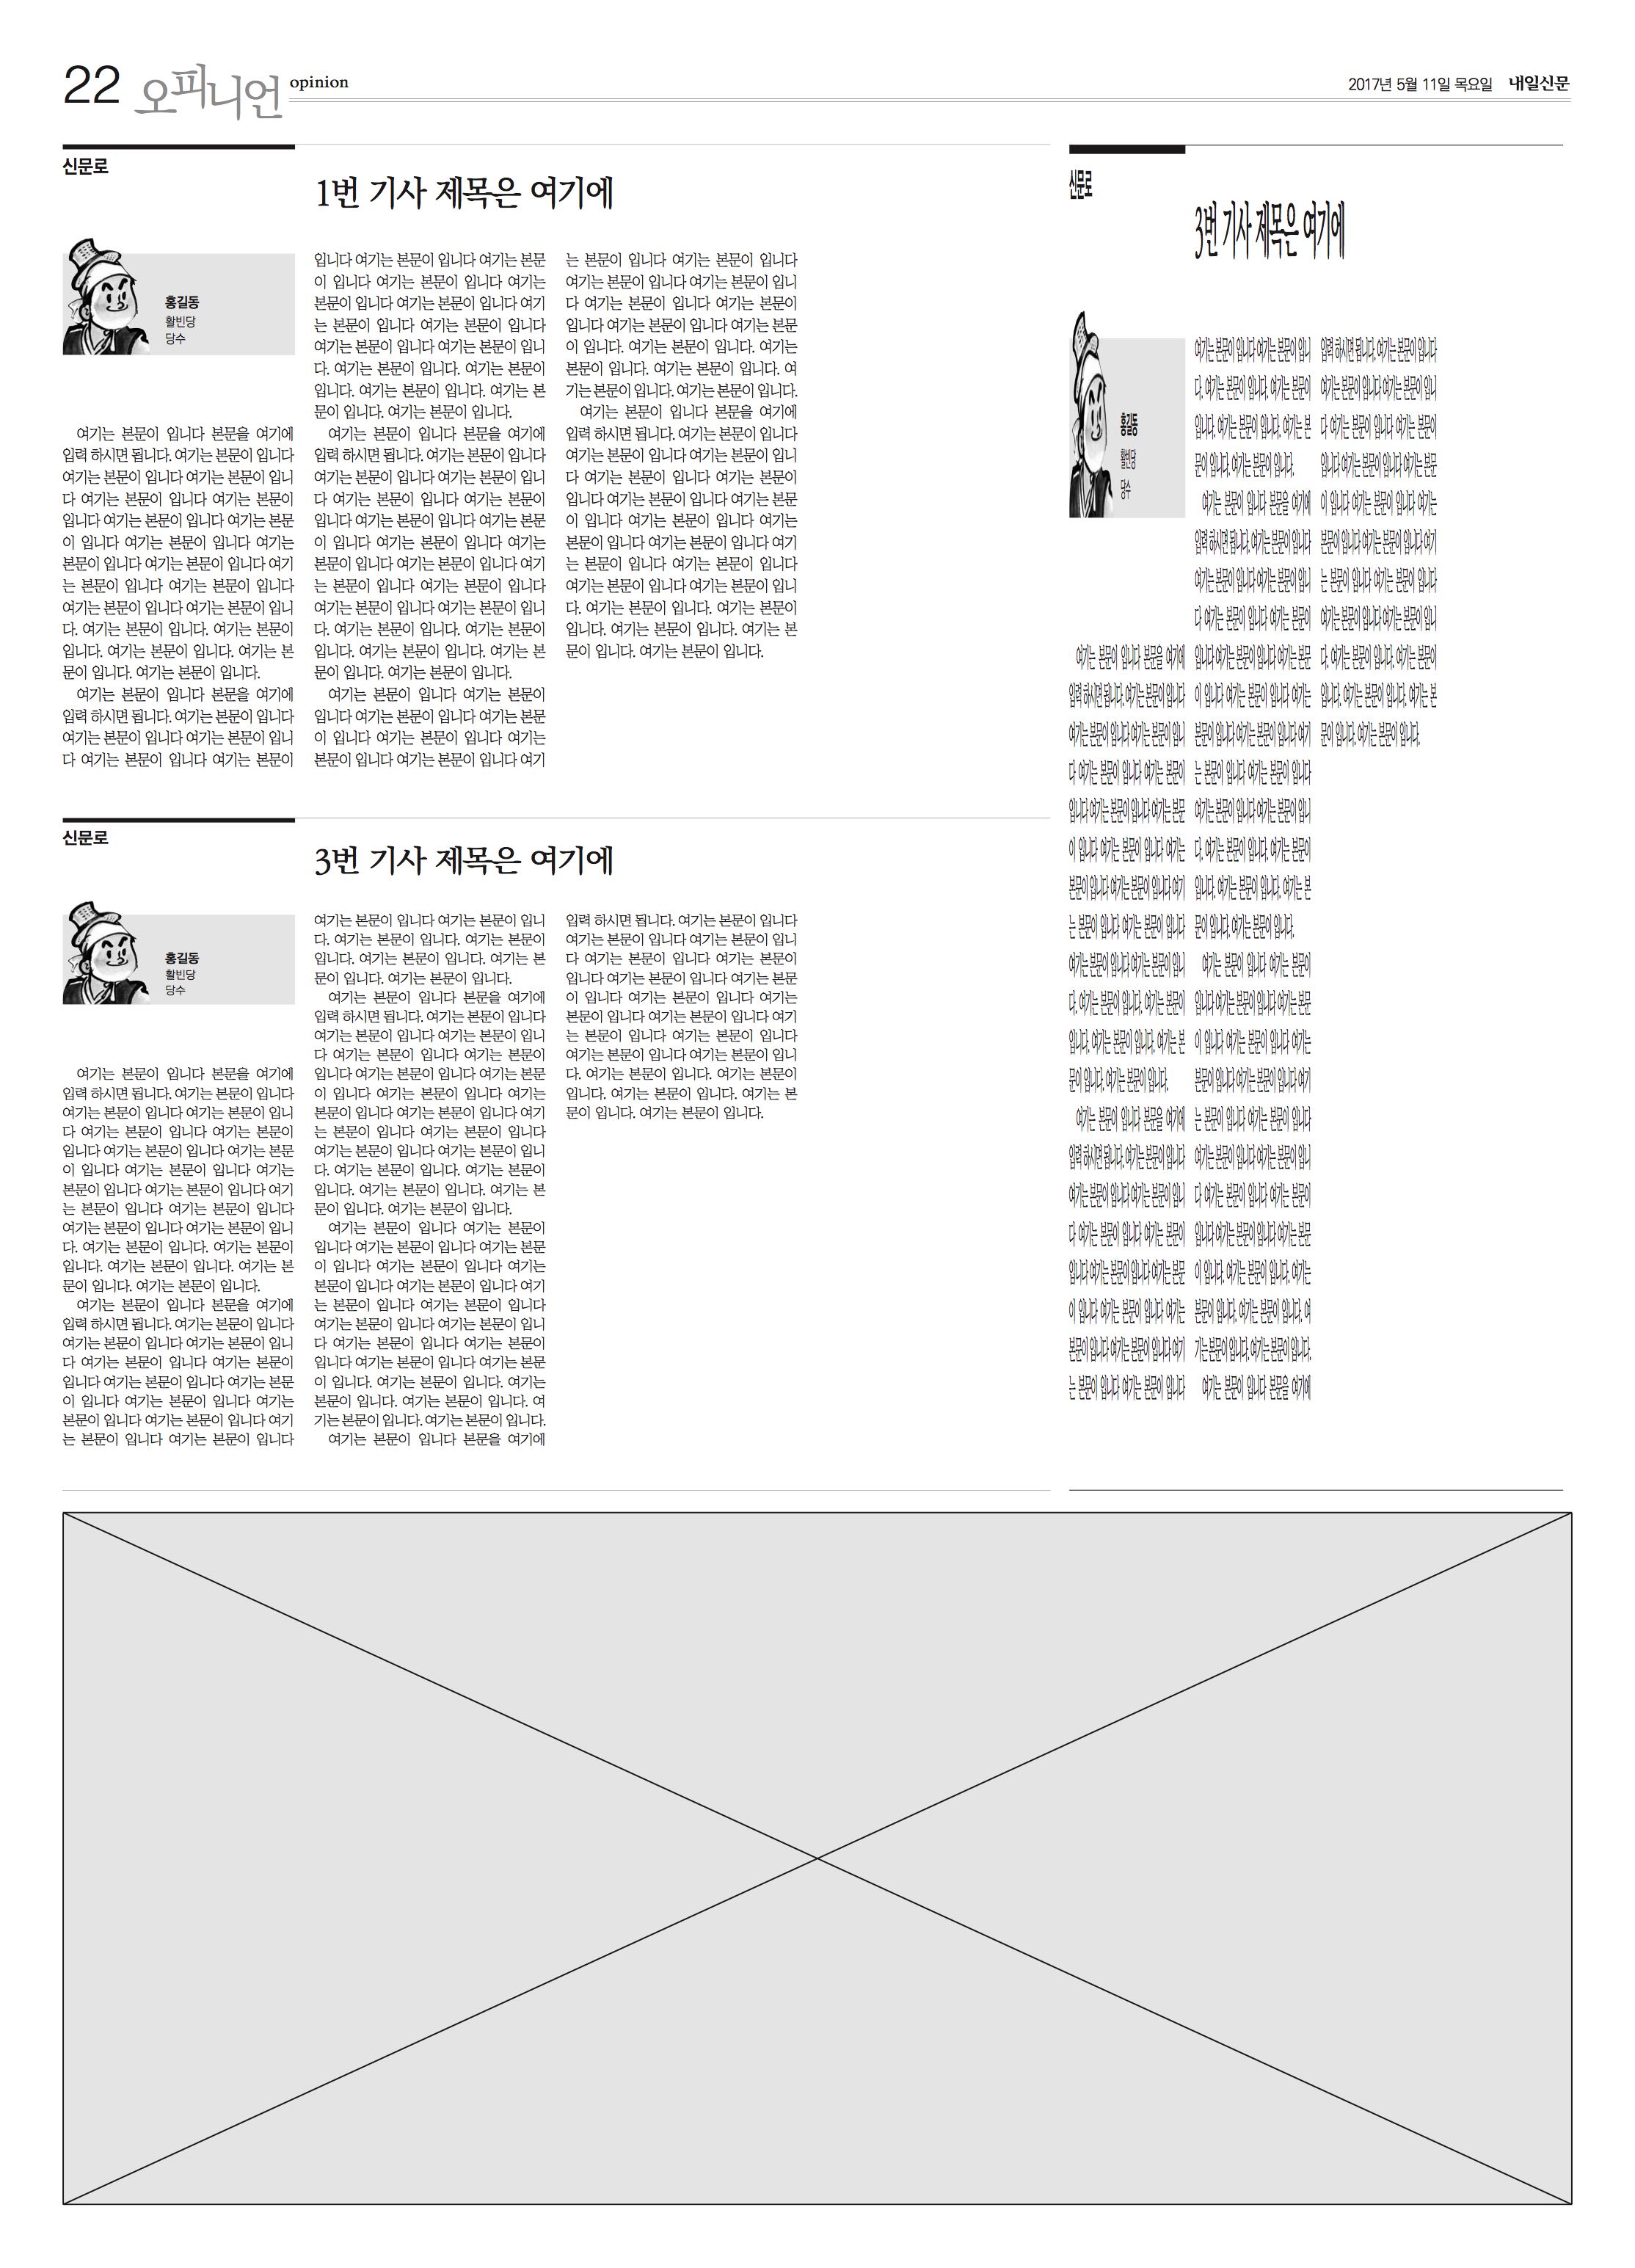 22 오피니언 opinion
2017년 5월 11일 목요일 내일신문
신문로
1번 기사 제목은 여기에
홍길동
활빈당
당수
여기는 본문이 입니다 본문을 여기에
입력 하시면 됩니다. 여기는 본문이 입니다
여기는 본문이 입니다 여기는 본문이 입니
다 여기는 본문이 입니다 여기는 본문이
입니다 여기는 본문이 입니다 여기는 본문
이 입니다 여기는 본문이 입니다 여기는
본문이 입니다 여기는 본문이 입니다 여기
는 본문이 입니다 여기는 본문이 입니다
여기는 본문이 입니다 여기는 본문이 입니
다. 여기는 본문이 입니다. 여기는 본문이
입니다. 여기는 본문이 입니다. 여기는 본
문이 입니다. 여기는 본문이 입니다.
여기는 본문이 입니다 본문을 여기에
입력 하시면 됩니다. 여기는 본문이 입니다
여기는 본문이 입니다 여기는 본문이 입니
다 여기는 본문이 입니다 여기는 본문이
입니다 여기는 본문이 입니다 여기는 본문
이 입니다 여기는 본문이 입니다 여기는
본문이 입니다 여기는 본문이 입니다 여기
는 본문이 입니다 여기는 본문이 입니다
여기는 본문이 입니다 여기는 본문이 입니
다. 여기는 본문이 입니다. 여기는 본문이
입니다. 여기는 본문이 입니다. 여기는 본
문이 입니다. 여기는 본문이 입니다.
여기는 본문이 입니다 본문을 여기에
입력 하시면 됩니다. 여기는 본문이 입니다
여기는 본문이 입니다 여기는 본문이 입니
다 여기는 본문이 입니다 여기는 본문이
입니다 여기는 본문이 입니다 여기는 본문
이 입니다 여기는 본문이 입니다 여기는
본문이 입니다 여기는 본문이 입니다 여기
는 본문이 입니다 여기는 본문이 입니다
여기는 본문이 입니다 여기는 본문이 입니
다. 여기는 본문이 입니다. 여기는 본문이
입니다. 여기는 본문이 입니다. 여기는 본
문이 입니다. 여기는 본문이 입니다.
여기는 본문이 입니다 여기는 본문이
입니다 여기는 본문이 입니다 여기는 본문
이 입니다 여기는 본문이 입니다 여기는
본문이 입니다 여기는 본문이 입니다 여기
는 본문이 입니다 여기는 본문이 입니다
여기는 본문이 입니다 여기는 본문이 입니
다 여기는 본문이 입니다 여기는 본문이
입니다 여기는 본문이 입니다 여기는 본문
이 입니다. 여기는 본문이 입니다. 여기는
본문이 입니다. 여기는 본문이 입니다. 여
기는 본문이 입니다. 여기는 본문이 입니다.
여기는 본문이 입니다 본문을 여기에
입력 하시면 됩니다. 여기는 본문이 입니다
여기는 본문이 입니다 여기는 본문이 입니
다 여기는 본문이 입니다 여기는 본문이
입니다 여기는 본문이 입니다 여기는 본문
이 입니다 여기는 본문이 입니다 여기는
본문이 입니다 여기는 본문이 입니다 여기
는 본문이 입니다 여기는 본문이 입니다
여기는 본문이 입니다 여기는 본문이 입니
다. 여기는 본문이 입니다. 여기는 본문이
입니다. 여기는 본문이 입니다. 여기는 본
문이 입니다. 여기는 본문이 입니다.
신문로
3번 기사 제목은 여기에
홍길동
활빈당
당수
여기는 본문이 입니다 본문을 여기에
입력 하시면 됩니다. 여기는 본문이 입니다
여기는 본문이 입니다 여기는 본문이 입니
다 여기는 본문이 입니다 여기는 본문이
입니다 여기는 본문이 입니다 여기는 본문
이 입니다 여기는 본문이 입니다 여기는
본문이 입니다 여기는 본문이 입니다 여기
는 본문이 입니다 여기는 본문이 입니다
여기는 본문이 입니다 여기는 본문이 입니
다. 여기는 본문이 입니다. 여기는 본문이
입니다. 여기는 본문이 입니다. 여기는 본
문이 입니다. 여기는 본문이 입니다.
여기는 본문이 입니다 본문을 여기에
입력 하시면 됩니다. 여기는 본문이 입니다
여기는 본문이 입니다 여기는 본문이 입니
다 여기는 본문이 입니다 여기는 본문이
입니다 여기는 본문이 입니다 여기는 본문
이 입니다 여기는 본문이 입니다 여기는
본문이 입니다 여기는 본문이 입니다 여기
는 본문이 입니다 여기는 본문이 입니다
여기는 본문이 입니다 여기는 본문이 입니
다. 여기는 본문이 입니다. 여기는 본문이
입니다. 여기는 본문이 입니다. 여기는 본
문이 입니다. 여기는 본문이 입니다.
여기는 본문이 입니다 본문을 여기에
입력 하시면 됩니다. 여기는 본문이 입니다
여기는 본문이 입니다 여기는 본문이 입니
다 여기는 본문이 입니다 여기는 본문이
입니다 여기는 본문이 입니다 여기는 본문
이 입니다 여기는 본문이 입니다 여기는
본문이 입니다 여기는 본문이 입니다 여기
는 본문이 입니다 여기는 본문이 입니다
여기는 본문이 입니다 여기는 본문이 입니
다. 여기는 본문이 입니다. 여기는 본문이
입니다. 여기는 본문이 입니다. 여기는 본
문이 입니다. 여기는 본문이 입니다.
여기는 본문이 입니다 여기는 본문이
입니다 여기는 본문이 입니다 여기는 본문
이 입니다 여기는 본문이 입니다 여기는
본문이 입니다 여기는 본문이 입니다 여기
는 본문이 입니다 여기는 본문이 입니다
여기는 본문이 입니다 여기는 본문이 입니
다 여기는 본문이 입니다 여기는 본문이
입니다 여기는 본문이 입니다 여기는 본문
이 입니다. 여기는 본문이 입니다. 여기는
본문이 입니다. 여기는 본문이 입니다. 여
기는 본문이 입니다. 여기는 본문이 입니다.
여기는 본문이 입니다 본문을 여기에
입력 하시면 됩니다. 여기는 본문이 입니다
여기는 본문이 입니다 여기는 본문이 입니
다 여기는 본문이 입니다 여기는 본문이
입니다 여기는 본문이 입니다 여기는 본문
이 입니다 여기는 본문이 입니다 여기는
본문이 입니다 여기는 본문이 입니다 여기
는 본문이 입니다 여기는 본문이 입니다
여기는 본문이 입니다 여기는 본문이 입니
다. 여기는 본문이 입니다. 여기는 본문이
입니다. 여기는 본문이 입니다. 여기는 본
문이 입니다. 여기는 본문이 입니다.
신문로
3번 기사 제목은 여기에
홍길동
활빈당
당수
여기는 본문이 입니다 본문을 여기에
입력 하시면 됩니다. 여기는 본문이 입니다
여기는 본문이 입니다 여기는 본문이 입니
다 여기는 본문이 입니다 여기는 본문이
입니다 여기는 본문이 입니다 여기는 본문
이 입니다 여기는 본문이 입니다 여기는
본문이 입니다 여기는 본문이 입니다 여기
는 본문이 입니다 여기는 본문이 입니다
여기는 본문이 입니다 여기는 본문이 입니
다. 여기는 본문이 입니다. 여기는 본문이
입니다. 여기는 본문이 입니다. 여기는 본
문이 입니다. 여기는 본문이 입니다.
여기는 본문이 입니다 본문을 여기에
입력 하시면 됩니다. 여기는 본문이 입니다
여기는 본문이 입니다 여기는 본문이 입니
다 여기는 본문이 입니다 여기는 본문이
입니다 여기는 본문이 입니다 여기는 본문
이 입니다 여기는 본문이 입니다 여기는
본문이 입니다 여기는 본문이 입니다 여기
는 본문이 입니다 여기는 본문이 입니다
여기는 본문이 입니다 여기는 본문이 입니
다. 여기는 본문이 입니다. 여기는 본문이
입니다. 여기는 본문이 입니다. 여기는 본
문이 입니다. 여기는 본문이 입니다.
여기는 본문이 입니다 본문을 여기에
입력 하시면 됩니다. 여기는 본문이 입니다
여기는 본문이 입니다 여기는 본문이 입니
다 여기는 본문이 입니다 여기는 본문이
입니다 여기는 본문이 입니다 여기는 본문
이 입니다 여기는 본문이 입니다 여기는
본문이 입니다 여기는 본문이 입니다 여기
는 본문이 입니다 여기는 본문이 입니다
여기는 본문이 입니다 여기는 본문이 입니
다. 여기는 본문이 입니다. 여기는 본문이
입니다. 여기는 본문이 입니다. 여기는 본
문이 입니다. 여기는 본문이 입니다.
여기는 본문이 입니다 여기는 본문이
입니다 여기는 본문이 입니다 여기는 본문
이 입니다 여기는 본문이 입니다 여기는
본문이 입니다 여기는 본문이 입니다 여기
는 본문이 입니다 여기는 본문이 입니다
여기는 본문이 입니다 여기는 본문이 입니
다 여기는 본문이 입니다 여기는 본문이
입니다 여기는 본문이 입니다 여기는 본문
이 입니다. 여기는 본문이 입니다. 여기는
본문이 입니다. 여기는 본문이 입니다. 여
기는 본문이 입니다. 여기는 본문이 입니다.
여기는 본문이 입니다 본문을 여기에
입력 하시면 됩니다. 여기는 본문이 입니다
여기는 본문이 입니다 여기는 본문이 입니
다 여기는 본문이 입니다 여기는 본문이
입니다 여기는 본문이 입니다 여기는 본문
이 입니다 여기는 본문이 입니다 여기는
본문이 입니다 여기는 본문이 입니다 여기
는 본문이 입니다 여기는 본문이 입니다
여기는 본문이 입니다 여기는 본문이 입니
다. 여기는 본문이 입니다. 여기는 본문이
입니다. 여기는 본문이 입니다. 여기는 본
문이 입니다. 여기는 본문이 입니다.